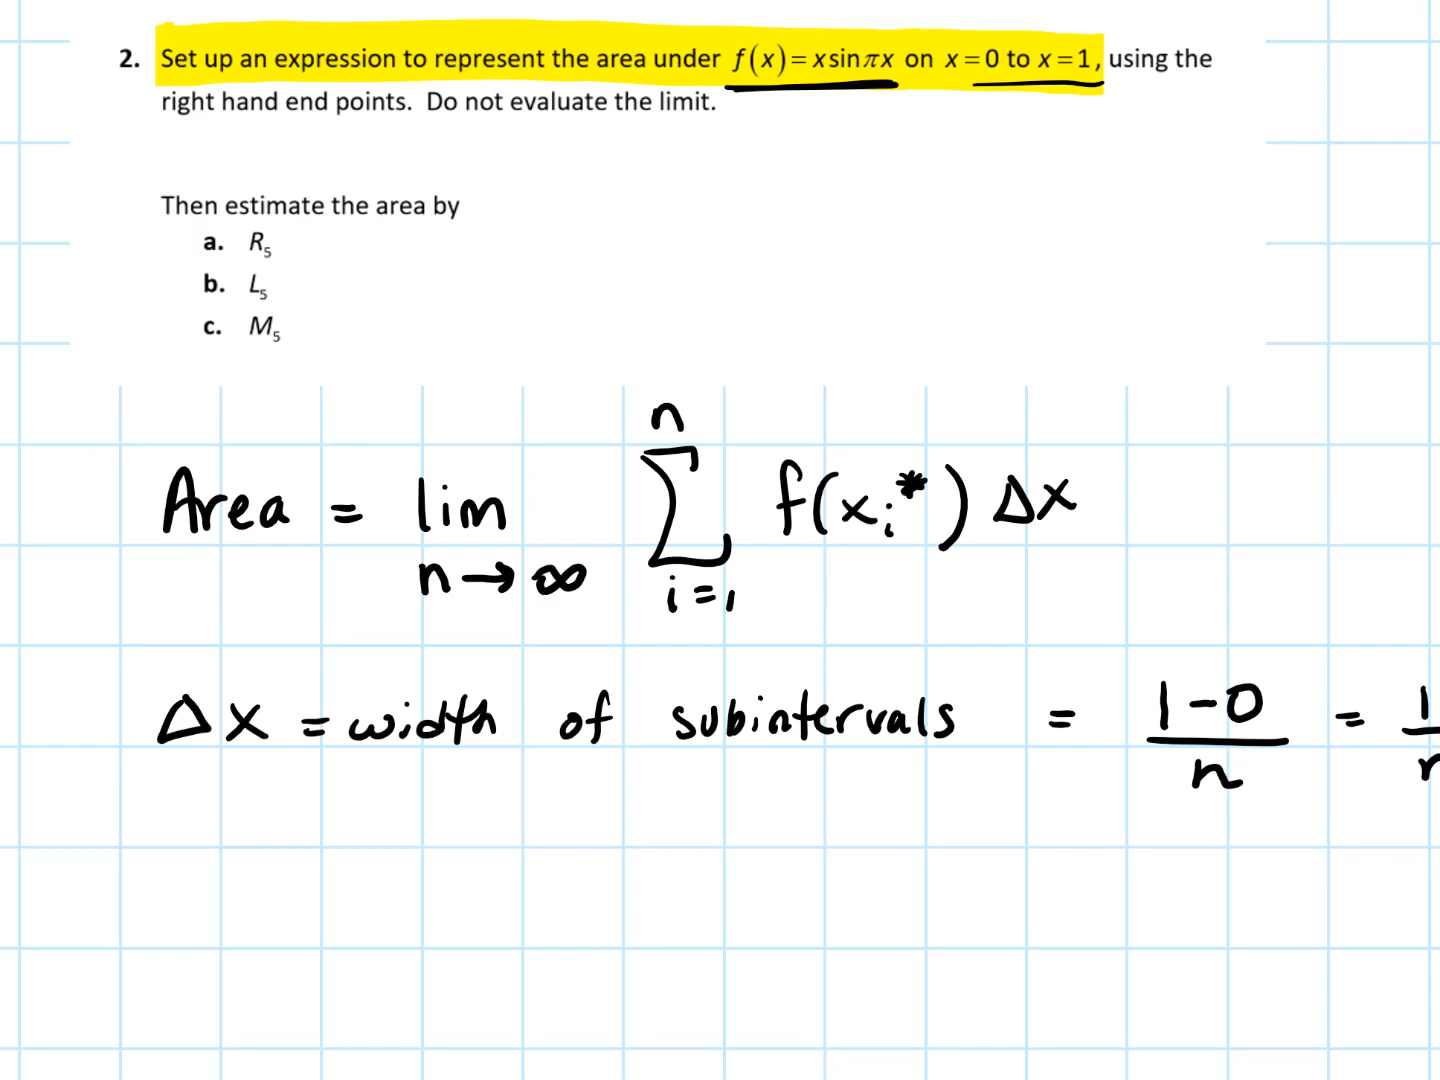 2. Set up an expression to represent the area under f(x)=xsinπx on x=0 to x=1, using the
right hand end points. Do not evaluate the limit.
Then estimate the area by
a. R₅
b. L₅
c. M₅
Area = lim n→∞ ∑ i=1 n f(xᵢ*) Δx
Δx = width of subintervals = 1-0/n = 1/n